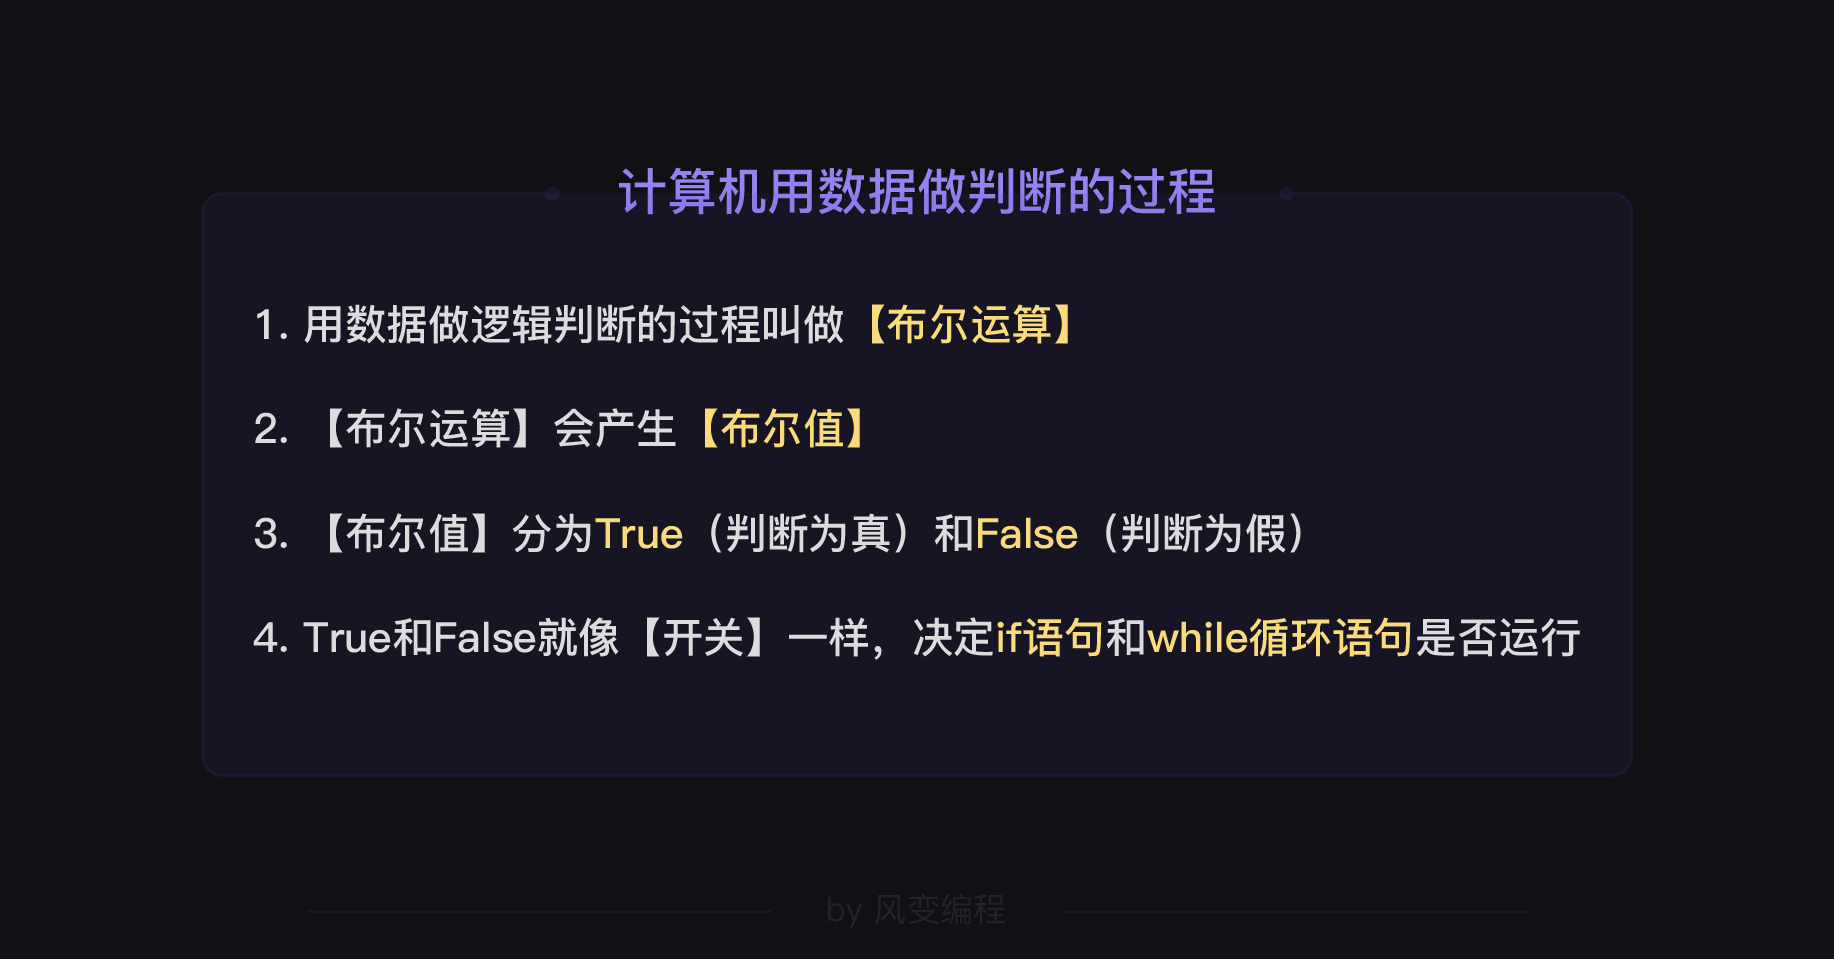 计算机用数据做判断的过程
1. 用数据做逻辑判断的过程叫做【布尔运算】
2. 【布尔运算】会产生【布尔值】
3. 【布尔值】分为True（判断为真）和False（判断为假）
4. True和False就像【开关】一样，决定if语句和while循环语句是否运行
by 风变编程